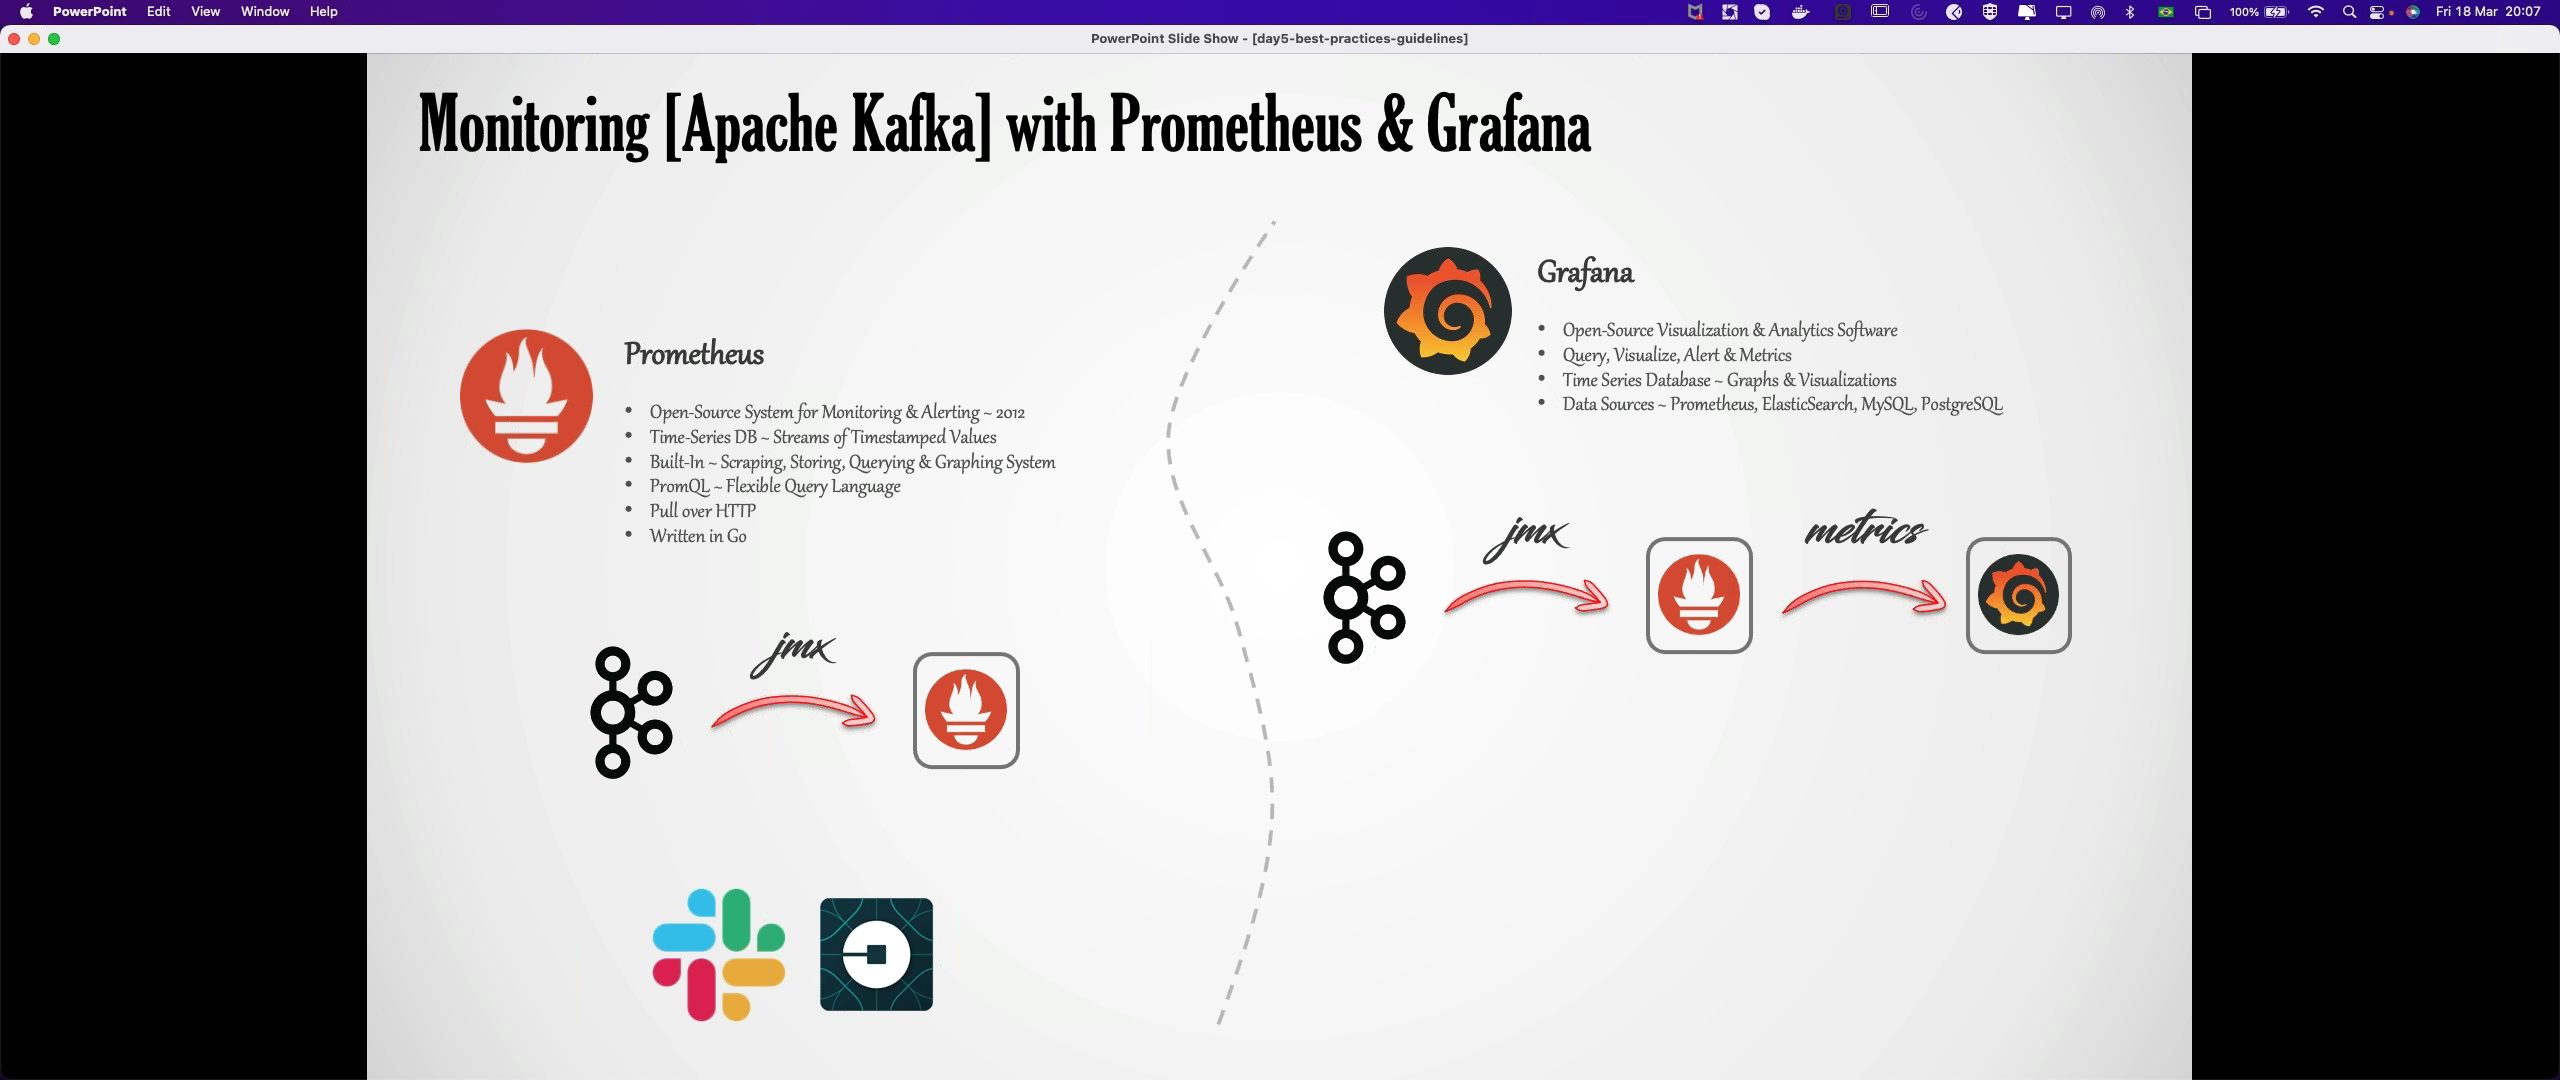 PowerPoint Edit View Window Help 100% Fri 18 Mar 20:07
PowerPoint Slide Show - [day5-best-practices-guidelines]
Monitoring [Apache Kafka] with Prometheus & Grafana
Prometheus
• Open-Source System for Monitoring & Alerting ~ 2012
• Time-Series DB ~ Streams of Timestamped Values
• Built-In ~ Scraping, Storing, Querying & Graphing System
• PromQL ~ Flexible Query Language
• Pull over HTTP
• Written in Go
jmx
Grafana
• Open-Source Visualization & Analytics Software
• Query, Visualize, Alert & Metrics
• Time Series Database ~ Graphs & Visualizations
• Data Sources ~ Prometheus, ElasticSearch, MySQL, PostgreSQL
jmx
metrics